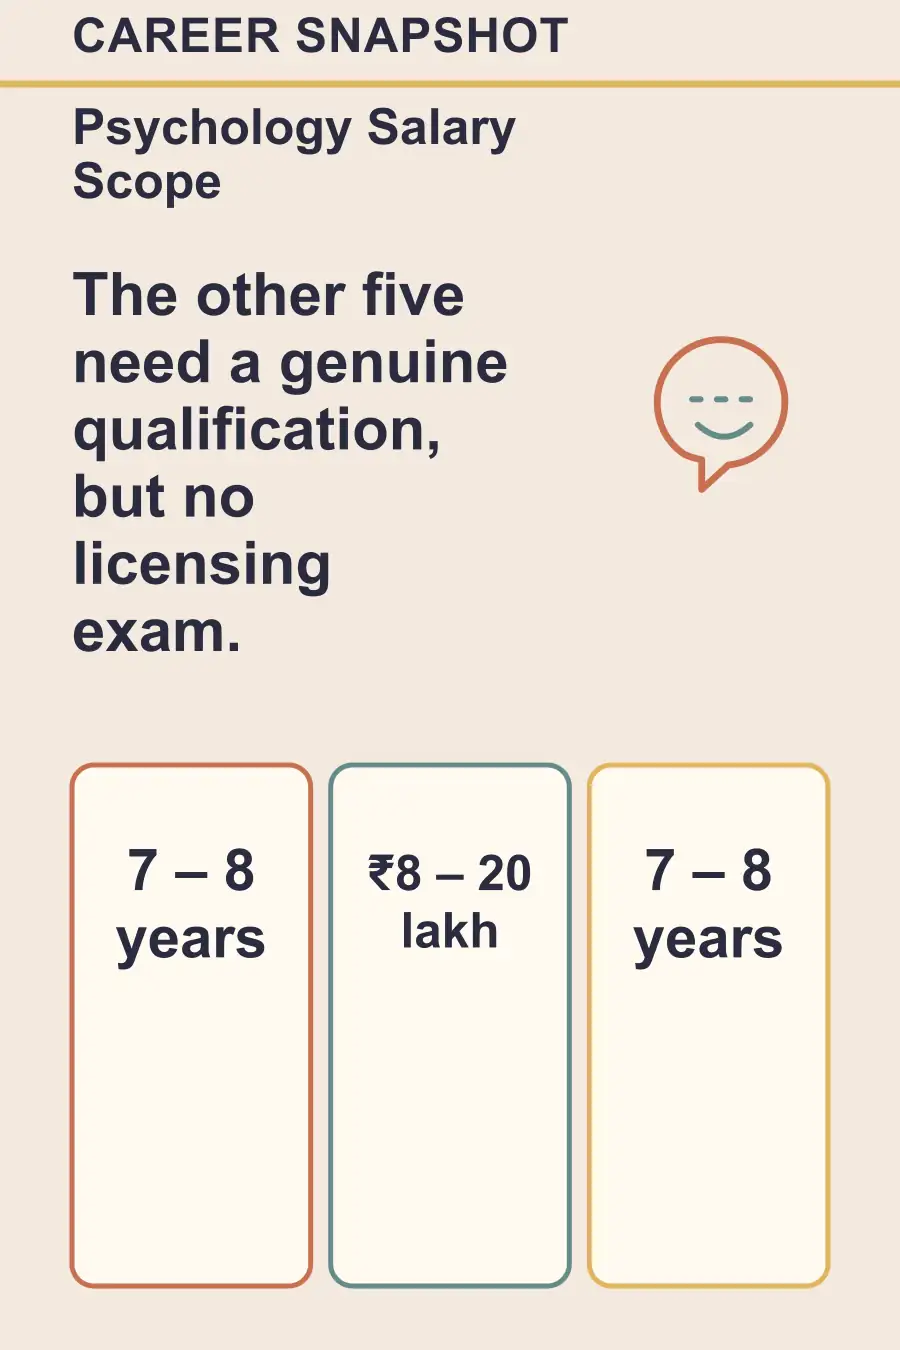 CAREER SNAPSHOT
Psychology Salary
Scope
The other five
need a genuine
qualification,
but no
licensing
exam.
7 – 8
years
₹8 – 20
lakh
7 – 8
years